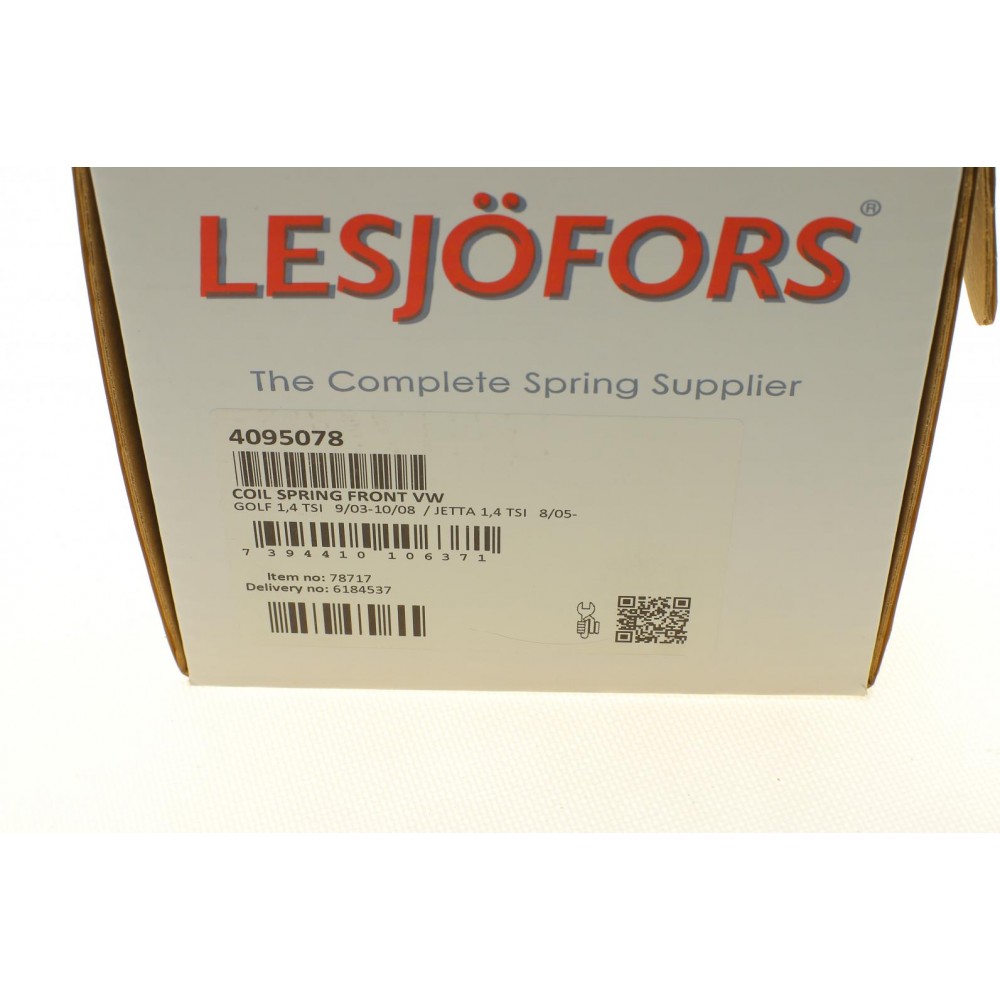 LESJÖFORS®
The Complete Spring Supplier
4095078
COIL SPRING FRONT VW
GOLF 1,4 TSI 9/03-10/08 / JETTA 1,4 TSI 8/05-
7 394410 106371
Item no: 78717
Delivery no: 6184537